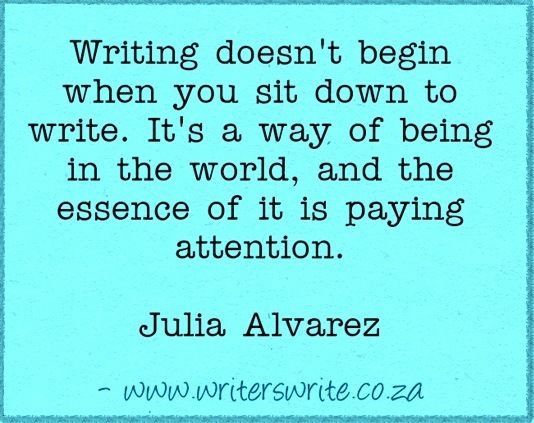 Writing doesn't begin
when you sit down to
write. It's a way of being
in the world, and the
essence of it is paying
attention.
Julia Alvarez
- www.writerswrite.co.za